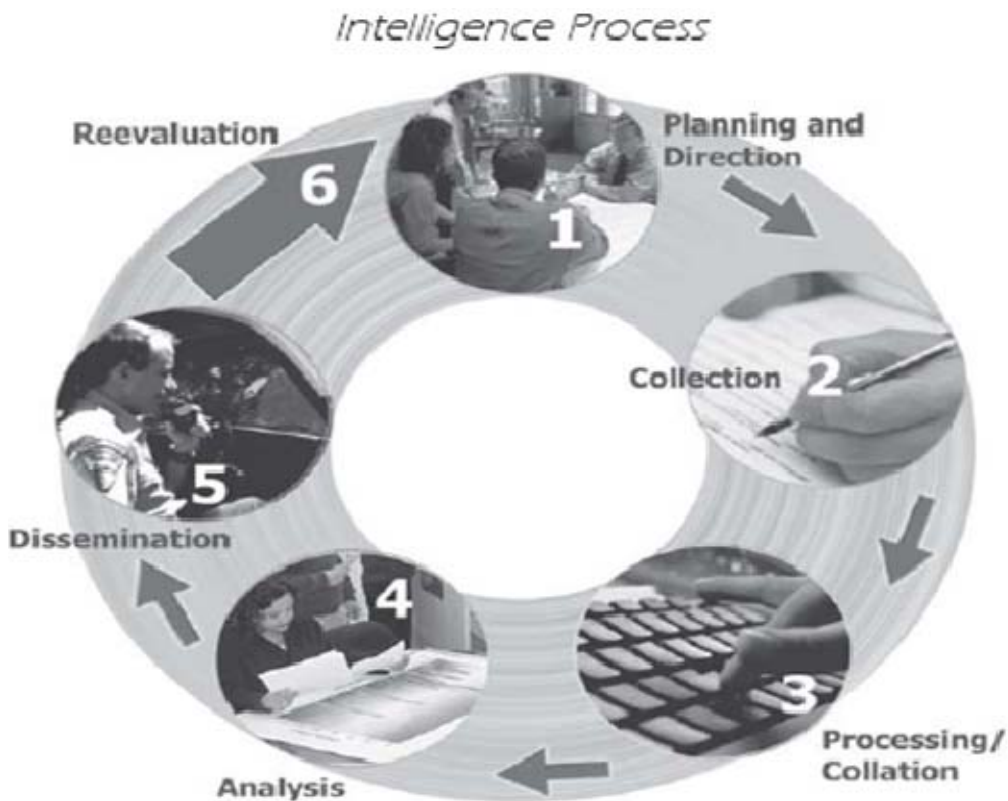 Intelligence Process
Reevaluation
6
1
Planning and
Direction
Collection
2
5
Dissemination
4
3
Analysis
Processing/
Collation